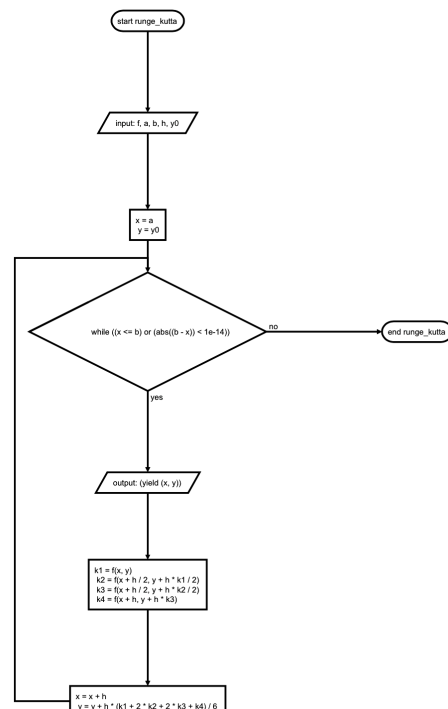 start runge_kutta
input: f, a, b, h, y0
x = a
y = y0
while ((x <= b) or (abs((b - x)) < 1e-14))
no
end runge_kutta
yes
output: (yield (x, y))
k1 = f(x, y)
k2 = f(x + h / 2, y + h * k1 / 2)
k3 = f(x + h / 2, y + h * k2 / 2)
k4 = f(x + h, y + h * k3)
x = x + h
y = y + h * (k1 + 2 * k2 + 2 * k3 + k4) / 6